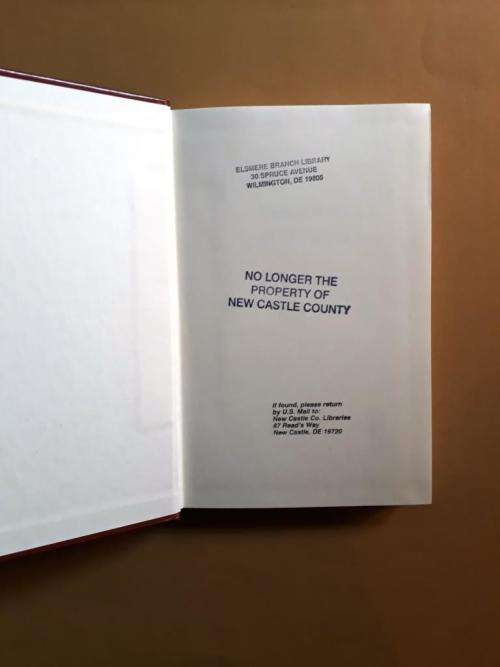 ELSMERE BRANCH LIBRARY
30 SPRUCE AVENUE
WILMINGTON, DE 19805
NO LONGER THE
PROPERTY OF
NEW CASTLE COUNTY
If found, please return
by U.S. Mail to:
New Castle Co. Libraries
87 Read's Way
New Castle, DE 19720